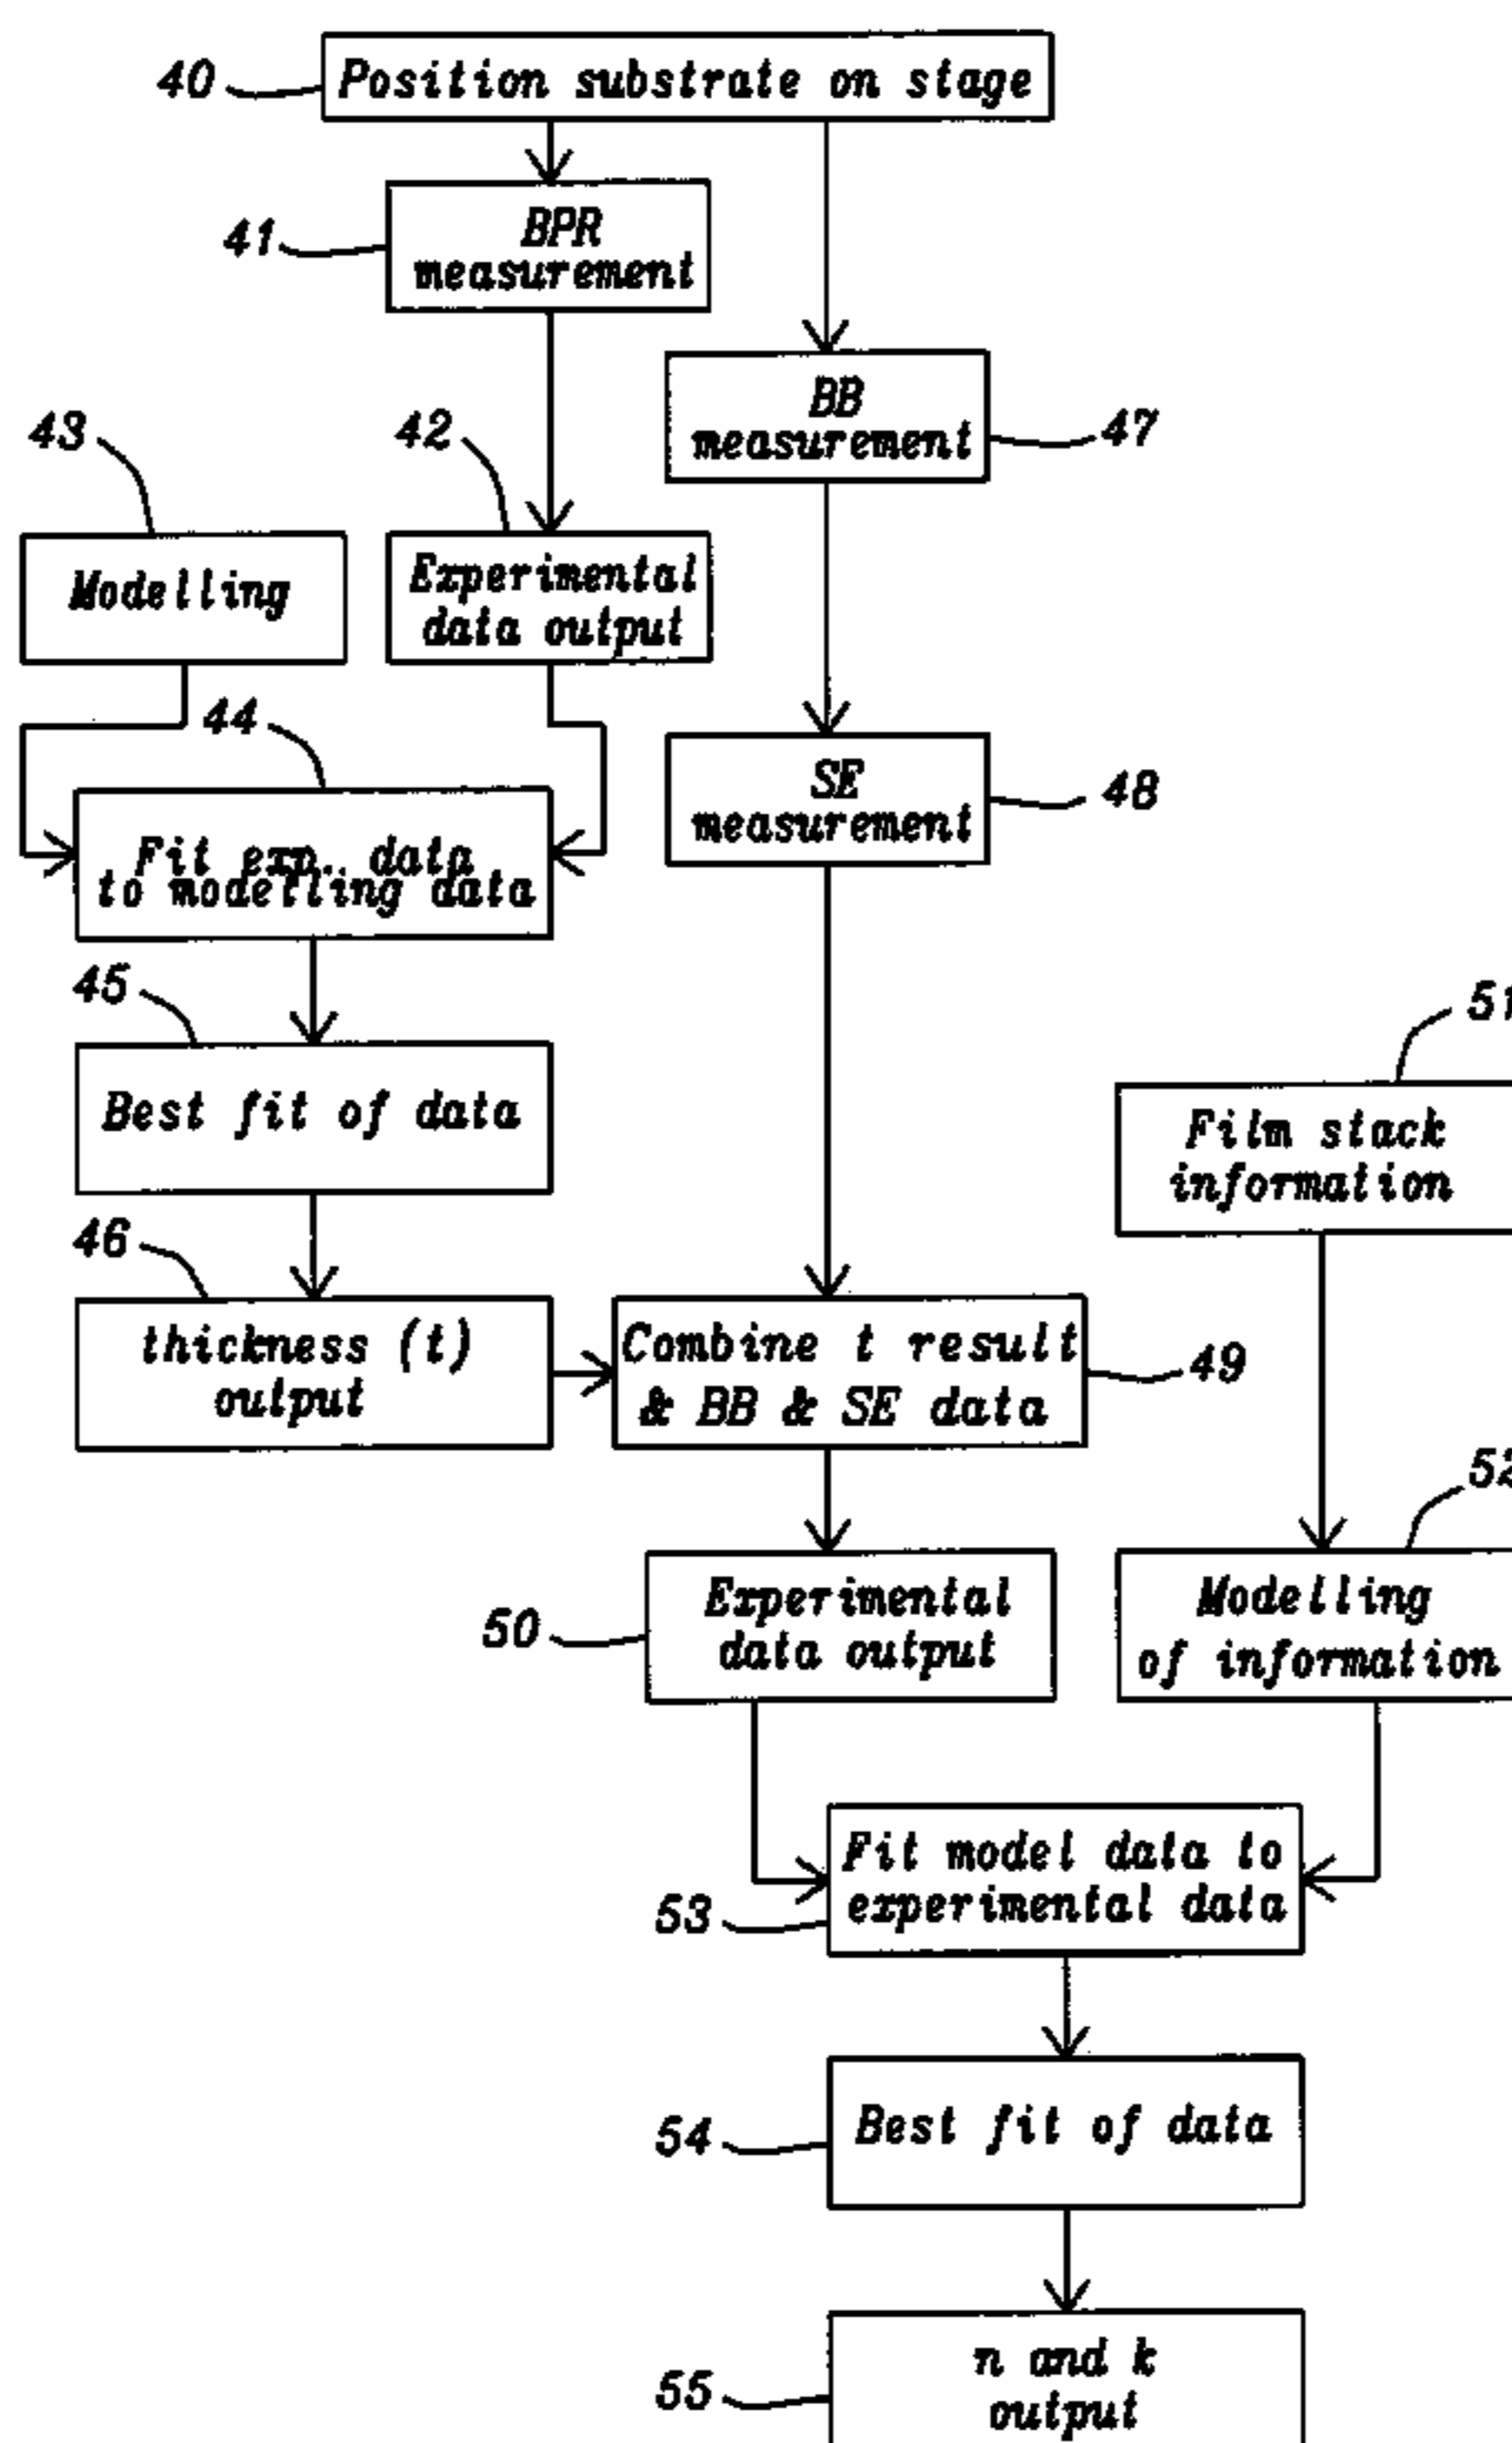 40
Position substrate on stage
41
BPR
measurement
BB
measurement
47
43
42
Modelling
Experimental
data output
44
SE
measurement
48
Fit exp. data
to modelling data
45
51
Best fit of data
Film stack
information
46
thickness (t)
output
Combine t result
& BB & SE data
49
52
50
Experimental
data output
Modelling
of information
53
Fit model data to
experimental data
54
Best fit of data
55
n and k
output